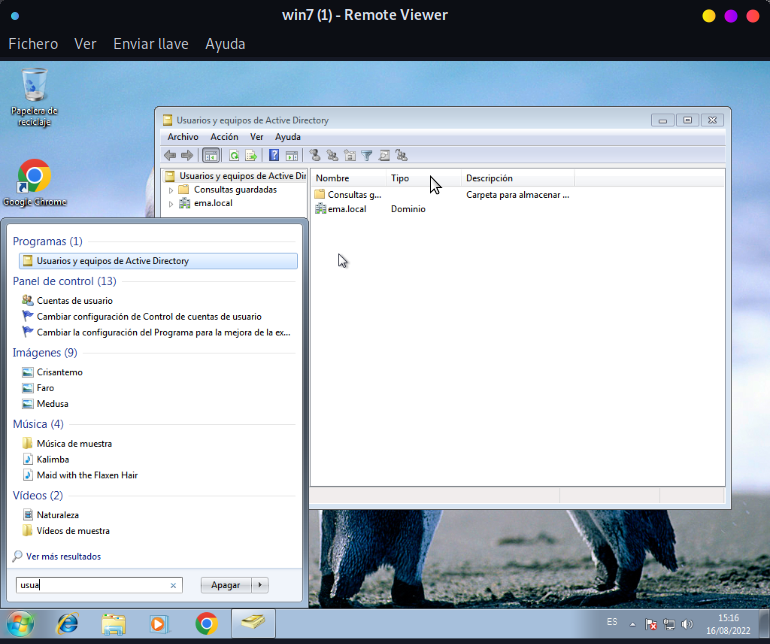 win7 (1) - Remote Viewer
Fichero Ver Enviar llave Ayuda
Papelera de
reciclaje
Google Chrome
Usuarios y equipos de Active Directory
Archivo Acción Ver Ayuda
Usuarios y equipos de Active Dir
Consultas guardadas
ema.local
Nombre Tipo Descripción
Consultas g... Carpeta para almacenar ...
ema.local Dominio
Programas (1)
Usuarios y equipos de Active Directory
Panel de control (13)
Cuentas de usuario
Cambiar configuración de Control de cuentas de usuario
Cambiar la configuración del Programa para la mejora de la ex...
Imágenes (9)
Crisantemo
Faro
Medusa
Música (4)
Música de muestra
Kalimba
Maid with the Flaxen Hair
Vídeos (2)
Naturaleza
Vídeos de muestra
Ver más resultados
usua
Apagar
ES
15:16
16/08/2022